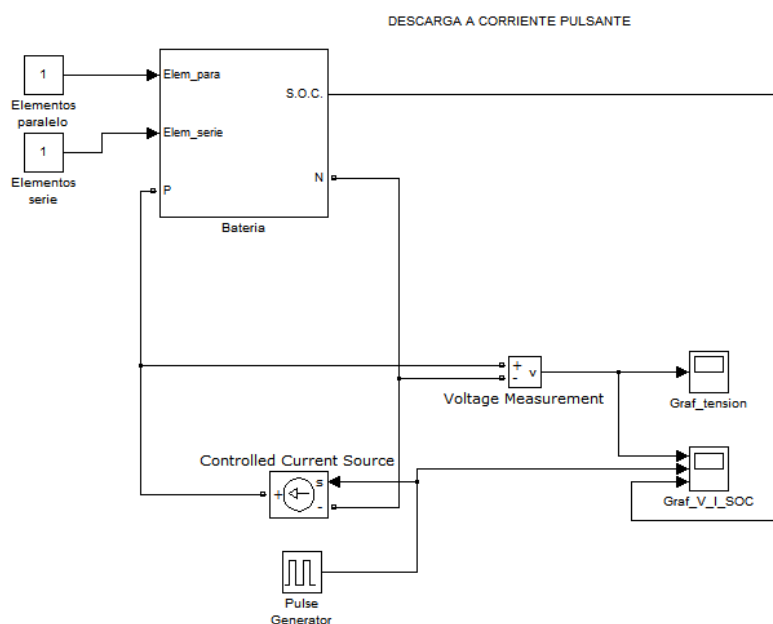 DESCARGA A CORRIENTE PULSANTE
1
Elementos
paralelo
1
Elementos
serie
Elem_para
Elem_serie
P
S.O.C.
N
Bateria
+
-
v
Voltage Measurement
Graf_tension
Graf_V_I_SOC
Controlled Current Source
+
s
-
Pulse
Generator